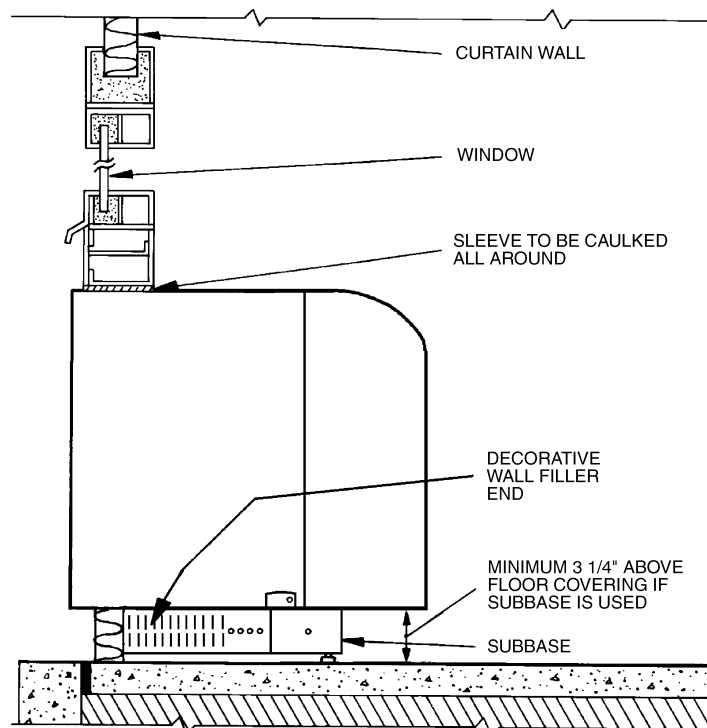 CURTAIN WALL
WINDOW
SLEEVE TO BE CAULKED
ALL AROUND
DECORATIVE
WALL FILLER
END
MINIMUM 3 1/4" ABOVE
FLOOR COVERING IF
SUBBASE IS USED
SUBBASE